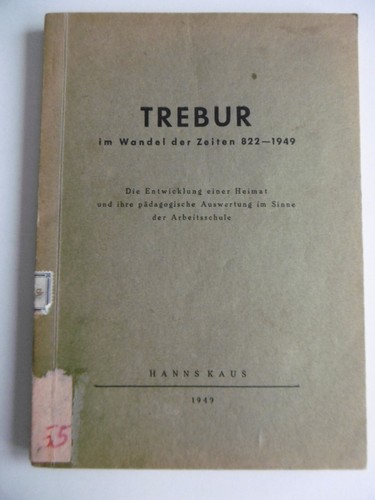 TREBUR
im Wandel der Zeiten 822—1949
Die Entwicklung einer Heimat
und ihre pädagogische Auswertung im Sinne
der Arbeitsschule
HANNS KAUS
1949
55